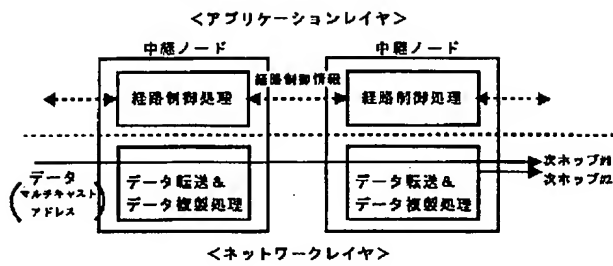 <アプリケーションレイヤ>
中継ノード
中継ノード
経路制御処理
経路制御情報
経路制御処理
データ
(マルチキャスト
アドレス)
データ転送&
データ複製処理
データ転送&
データ複製処理
次ホップ#1
次ホップ#2
<ネットワークレイヤ>